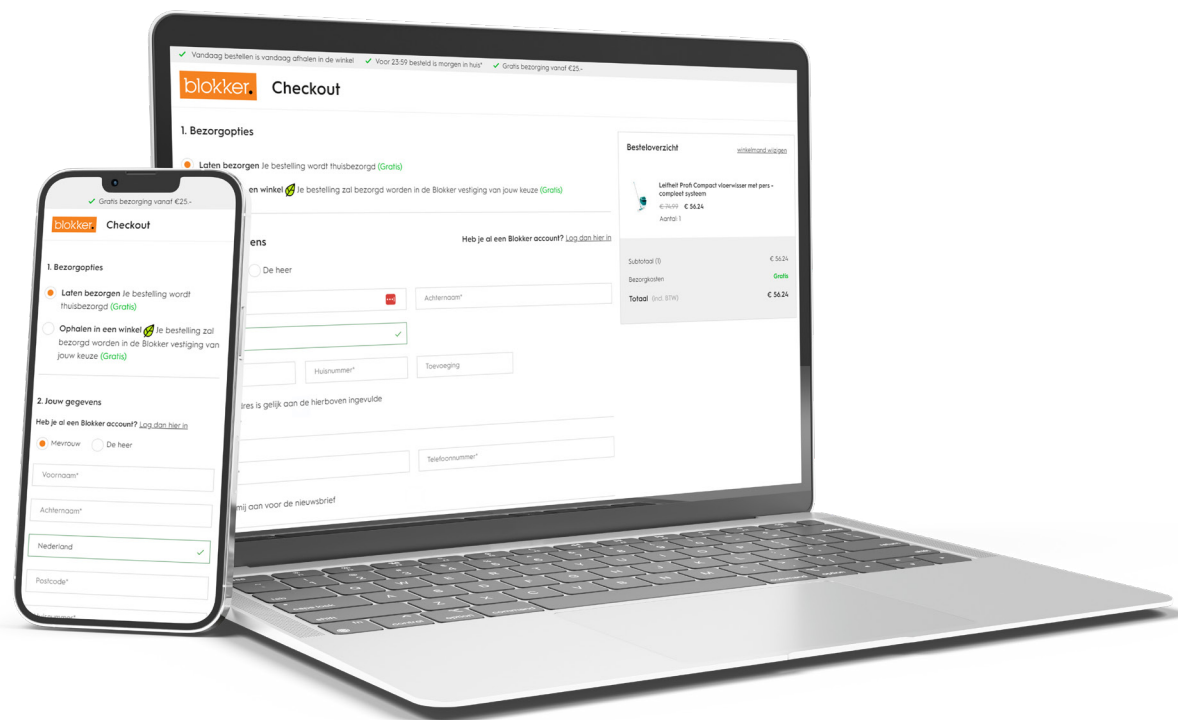 Vandaag bestellen is vandaag afhalen in de winkel Voor 23:59 besteld is morgen in huis* Gratis bezorging vanaf €25.-
blokker. Checkout
1. Bezorgopties
Laten bezorgen Je bestelling wordt thuisbezorgd (Gratis)
en winkel Je bestelling zal bezorgd worden in de Blokker vestiging van jouw keuze (Gratis)
ens
Heb je al een Blokker account? Log dan hier in
De heer
Achternaam*
Huisnummer*
Toevoeging
res is gelijk aan de hierboven ingevulde
Telefoonnummer*
mij aan voor de nieuwsbrief
Besteloverzicht
winkelmand wijzigen
Leifheit Profi Compact vloerwisser met pers -
compleet systeem
€ 74,99 € 56.24
Aantal: 1
Subtotaal (1) € 56.24
Bezorgkosten Gratis
Totaal (Incl. BTW) € 56.24
Gratis bezorging vanaf €25.-
blokker. Checkout
1. Bezorgopties
Laten bezorgen Je bestelling wordt
thuisbezorgd (Gratis)
Ophalen in een winkel Je bestelling zal
bezorgd worden in de Blokker vestiging van
jouw keuze (Gratis)
2. Jouw gegevens
Heb je al een Blokker account? Log dan hier in
Mevrouw De heer
Voornaam*
Achternaam*
Nederland
Postcode*